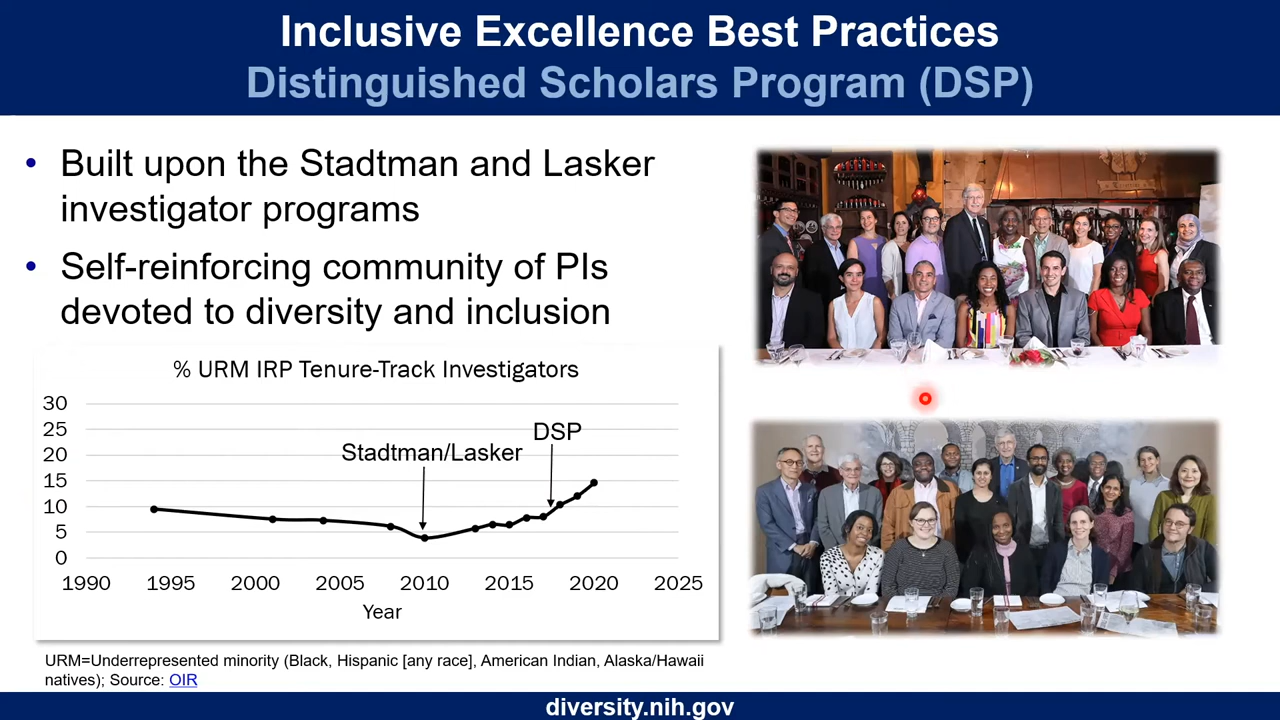 Inclusive Excellence Best Practices
Distinguished Scholars Program (DSP)
• Built upon the Stadtman and Lasker
investigator programs
• Self-reinforcing community of PIs
devoted to diversity and inclusion
% URM IRP Tenure-Track Investigators
30
25
20
15
10
5
0
DSP
Stadtman/Lasker
1990 1995 2000 2005 2010 2015 2020 2025
Year
URM=Underrepresented minority (Black, Hispanic [any race], American Indian, Alaska/Hawaii
natives); Source: OIR
diversity.nih.gov